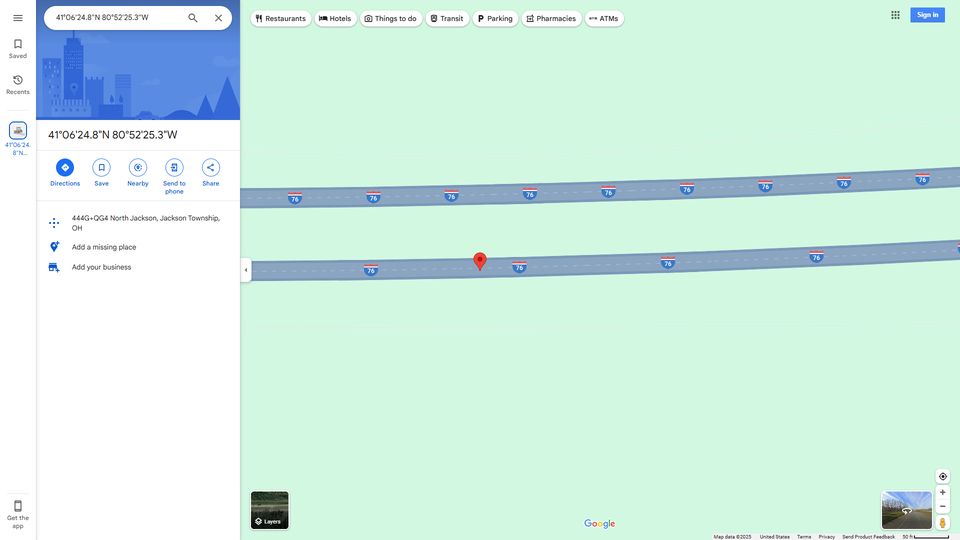 41°06'24.8"N 80°52'25.3"W
Restaurants
Hotels
Things to do
Transit
Parking
Pharmacies
ATMs
Sign in
Saved
Recents
41°06'24.
8"N...
41°06'24.8"N 80°52'25.3"W
Directions
Save
Nearby
Send to
phone
Share
444G+QG4 North Jackson, Jackson Township,
OH
Add a missing place
Add your business
Get the
app
76
76
76
76
76
76
76
76
76
76
76
76
76
Layers
Google
Map data ©2025
United States
Terms
Privacy
Send Product Feedback
50 ft